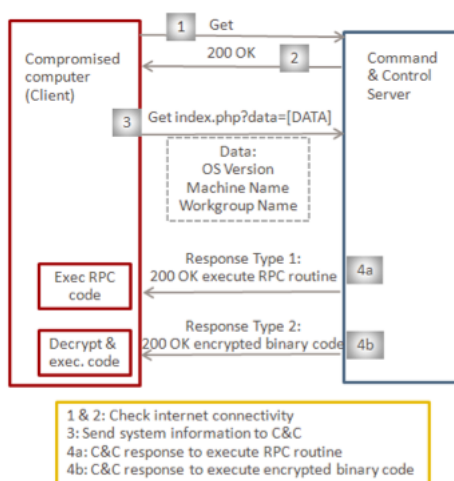 1
Get
Compromised
computer
(Client)
200 OK
2
Command
& Control
Server
3
Get index.php?data=[DATA]
Data:
OS Version
Machine Name
Workgroup Name
Response Type 1:
200 OK execute RPC routine
4a
Exec RPC
code
Response Type 2:
200 OK encrypted binary code
4b
Decrypt &
exec. code
1 & 2: Check internet connectivity
3: Send system information to C&C
4a: C&C response to execute RPC routine
4b: C&C response to execute encrypted binary code